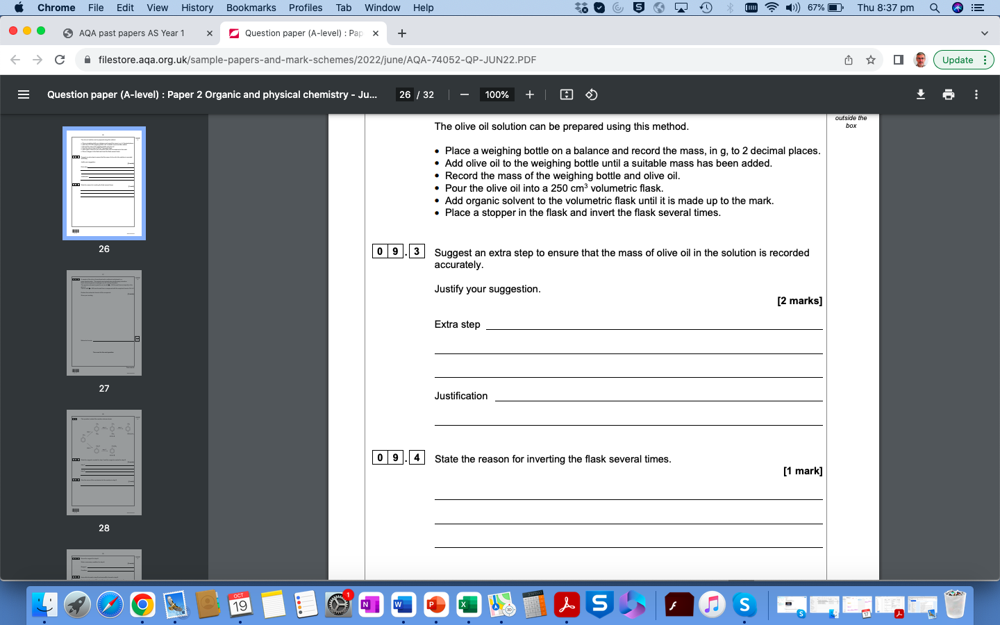 Chrome File Edit View History Bookmarks Profiles Tab Window Help 67% Thu 8:37 pm
AQA past papers AS Year 1 Question paper (A-level) : Pap
filestore.aqa.org.uk/sample-papers-and-mark-schemes/2022/june/AQA-74052-QP-JUN22.PDF Update
Question paper (A-level) : Paper 2 Organic and physical chemistry - Ju... 26 / 32 100%
outside the
box
The olive oil solution can be prepared using this method.
• Place a weighing bottle on a balance and record the mass, in g, to 2 decimal places.
• Add olive oil to the weighing bottle until a suitable mass has been added.
• Record the mass of the weighing bottle and olive oil.
• Pour the olive oil into a 250 cm³ volumetric flask.
• Add organic solvent to the volumetric flask until it is made up to the mark.
• Place a stopper in the flask and invert the flask several times.
0 9 . 3 Suggest an extra step to ensure that the mass of olive oil in the solution is recorded
accurately.
Justify your suggestion.
[2 marks]
Extra step
Justification
0 9 . 4 State the reason for inverting the flask several times.
[1 mark]
26
27
28
OCT
19
1